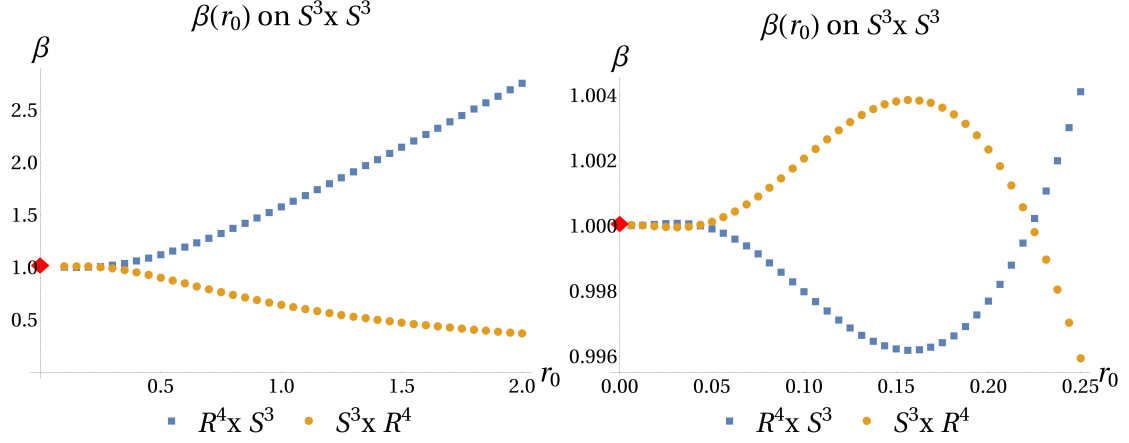 β(r₀) on S³x S³
β
2.5
2.0
1.5
1.0
0.5
0.5 1.0 1.5 2.0 r₀
R⁴x S³ S³x R⁴
β(r₀) on S³x S³
β
1.004
1.002
1.000
0.998
0.996
0.00 0.05 0.10 0.15 0.20 0.25 r₀
R⁴x S³ S³x R⁴